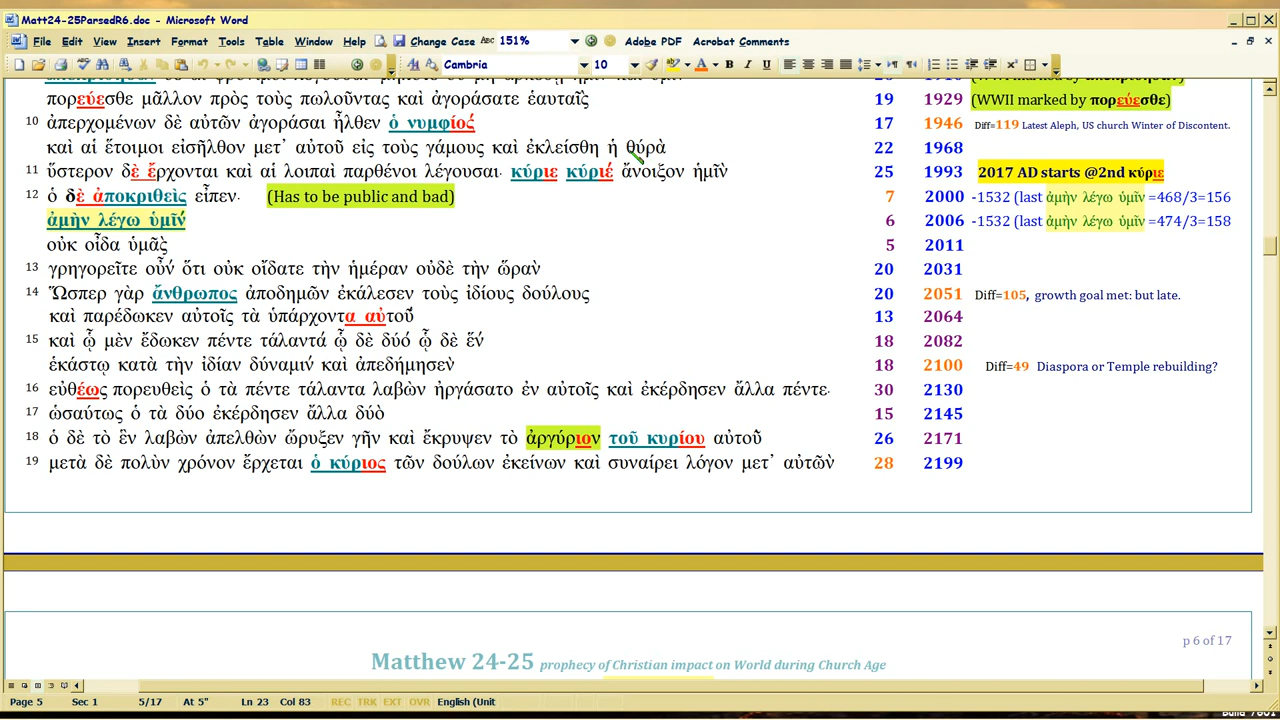 Matt24-25ParsedR6.doc - Microsoft Word
File Edit View Insert Format Tools Table Window Help Change Case 151% Adobe PDF Acrobat Comments
Cambria 10
πορεύεσθε μᾶλλον πρὸς τοὺς πωλοῦντας καὶ ἀγοράσατε ἑαυταῖς 19 1929 (WWII marked by πορεύεσθε)
10 ἀπερχομένων δὲ αὐτῶν ἀγοράσαι ἦλθεν ὁ νυμφίος 17 1946 Diff=119 Latest Aleph, US church Winter of Discontent.
καὶ αἱ ἕτοιμοι εἰσῆλθον μετ᾽ αὐτοῦ εἰς τοὺς γάμους καὶ ἐκλείσθη ἡ θύρὰ 22 1968
11 ὕστερον δὲ ἔρχονται καὶ αἱ λοιπαὶ παρθένοι λέγουσαι· κύριε κύριέ ἄνοιξον ἡμῖν 25 1993 2017 AD starts @2nd κύριε
12 ὁ δὲ ἀποκριθεὶς εἶπεν· (Has to be public and bad) 7 2000 -1532 (last ἀμὴν λέγω ὑμῖν =468/3=156
ἀμὴν λέγω ὑμῖν 6 2006 -1532 (last ἀμὴν λέγω ὑμῖν =474/3=158
οὐκ οἶδα ὑμᾶς 5 2011
13 γρηγορεῖτε οὖν ὅτι οὐκ οἴδατε τὴν ἡμέραν οὐδὲ τὴν ὥραν 20 2031
14 Ὥσπερ γὰρ ἄνθρωπος ἀποδημῶν ἐκάλεσεν τοὺς ἰδίους δούλους 20 2051 Diff=105, growth goal met: but late.
καὶ παρέδωκεν αὐτοῖς τὰ ὑπάρχοντα αὐτοῦ 13 2064
15 καὶ ᾧ μὲν ἔδωκεν πέντε τάλαντά ᾧ δὲ δύό ᾧ δὲ ἕν 18 2082
ἑκάστῳ κατὰ τὴν ἰδίαν δύναμιν καὶ ἀπεδήμησεν 18 2100 Diff=49 Diaspora or Temple rebuilding?
16 εὐθέως πορευθεὶς ὁ τὰ πέντε τάλαντα λαβὼν ἠργάσατο ἐν αὐτοῖς καὶ ἐκέρδησεν ἄλλα πέντε· 30 2130
17 ὡσαύτως ὁ τὰ δύο ἐκέρδησεν ἄλλα δύὸ 15 2145
18 ὁ δὲ τὸ ἓν λαβὼν ἀπελθὼν ὤρυξεν γῆν καὶ ἔκρυψεν τὸ ἀργύριον τοῦ κυρίου αὐτοῦ 26 2171
19 μετὰ δὲ πολὺν χρόνον ἔρχεται ὁ κύριος τῶν δούλων ἐκείνων καὶ συναίρει λόγον μετ᾽ αὐτῶν 28 2199
p 6 of 17
Matthew 24-25 prophecy of Christian impact on World during Church Age
Page 5 Sec 1 5/17 At 5" Ln 23 Col 83 REC TRK EXT OVR English (Unit